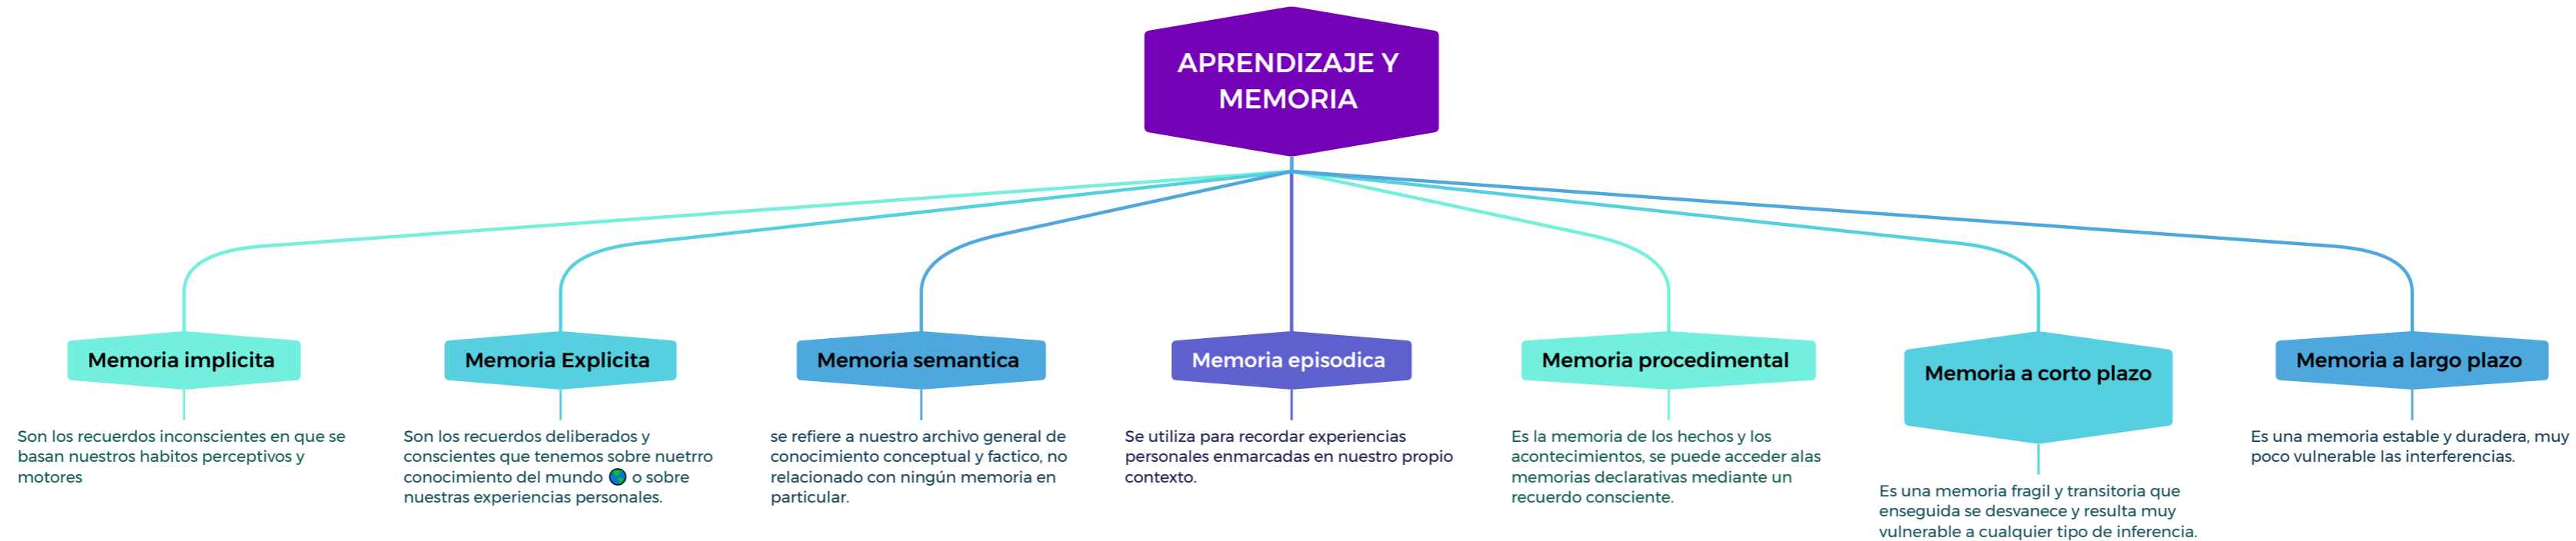 APRENDIZAJE Y
MEMORIA
Memoria implicita
Son los recuerdos inconscientes en que se
basan nuestros habitos perceptivos y
motores
Memoria Explicita
Son los recuerdos deliberados y
conscientes que tenemos sobre nuetrro
conocimiento del mundo 🌎 o sobre
nuestras experiencias personales.
Memoria semantica
se refiere a nuestro archivo general de
conocimiento conceptual y factico, no
relacionado con ningún memoria en
particular.
Memoria episodica
Se utiliza para recordar experiencias
personales enmarcadas en nuestro propio
contexto.
Memoria procedimental
Es la memoria de los hechos y los
acontecimientos, se puede acceder alas
memorias declarativas mediante un
recuerdo consciente.
Memoria a corto plazo
Es una memoria fragil y transitoria que
enseguida se desvanece y resulta muy
vulnerable a cualquier tipo de inferencia.
Memoria a largo plazo
Es una memoria estable y duradera, muy
poco vulnerable las interferencias.